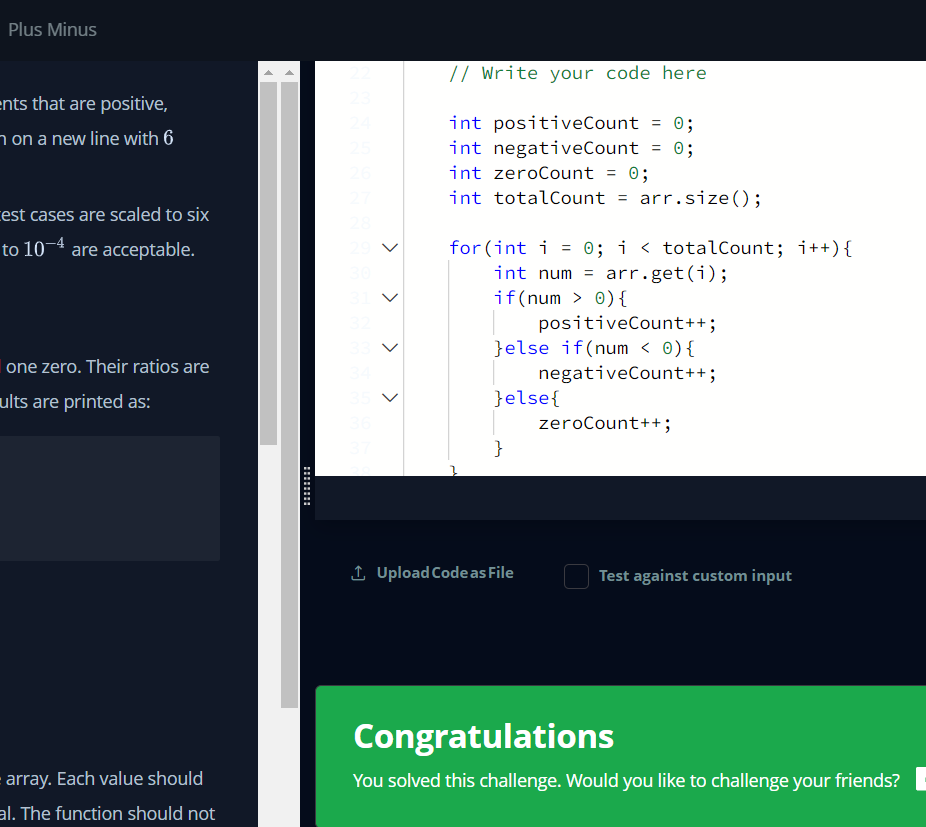 Plus Minus
nts that are positive,
on a new line with 6
est cases are scaled to six
to 10⁻⁴ are acceptable.
one zero. Their ratios are
ults are printed as:
array. Each value should
al. The function should not
22 // Write your code here
23
24 int positiveCount = 0;
25 int negativeCount = 0;
26 int zeroCount = 0;
27 int totalCount = arr.size();
28
29 for(int i = 0; i < totalCount; i++){
30 int num = arr.get(i);
31 if(num > 0){
32 positiveCount++;
33 }else if(num < 0){
34 negativeCount++;
35 }else{
36 zeroCount++;
37 }
38 }
Upload Code as File
Test against custom input
Congratulations
You solved this challenge. Would you like to challenge your friends?